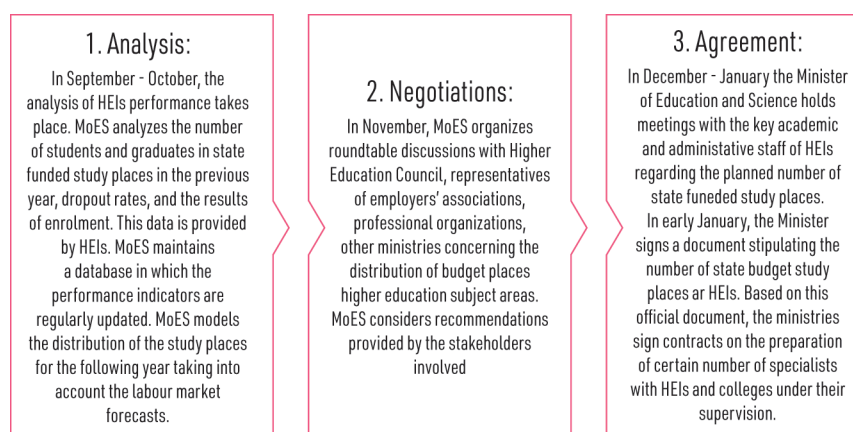 1. Analysis:
In September - October, the
analysis of HEIs performance takes
place. MoES analyzes the number
of students and graduates in state
funded study places in the previous
year, dropout rates, and the results
of enrolment. This data is provided
by HEIs. MoES maintains
a database in which the
performance indicators are
regularly updated. MoES models
the distribution of the study places
for the following year taking into
account the labour market
forecasts.
2. Negotiations:
In November, MoES organizes
roundtable discussions with Higher
Education Council, representatives
of employers' associations,
professional organizations,
other ministries concerning the
distribution of budget places
higher education subject areas.
MoES considers recommendations
provided by the stakeholders
involved
3. Agreement:
In December - January the Minister
of Education and Science holds
meetings with the key academic
and administative staff of HEIs
regarding the planned number of
state funeded study places.
In early January, the Minister
signs a document stipulating the
number of state budget study
places ar HEIs. Based on this
official document, the ministries
sign contracts on the preparation
of certain number of specialists
with HEIs and colleges under their
supervision.